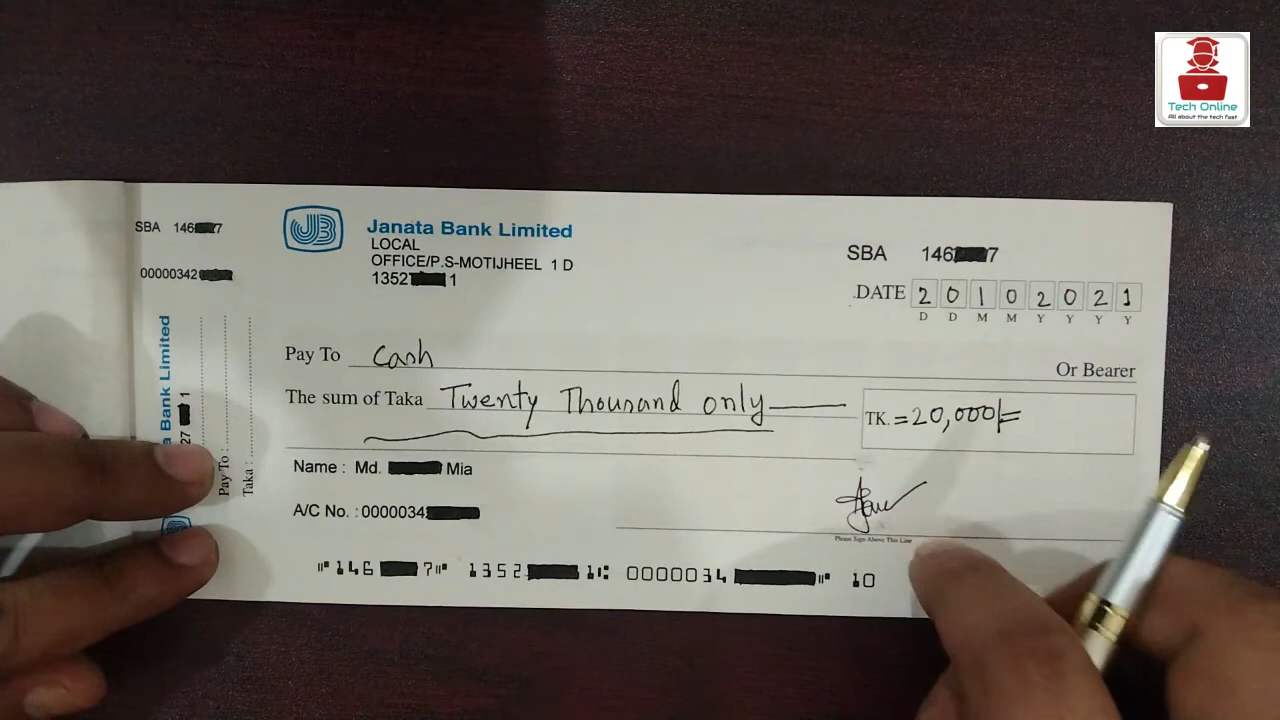 Tech Online
All about the tech fast
SBA 146 7
00000342
Janata Bank Limited
LOCAL
OFFICE/P.S-MOTIJHEEL 1 D
1352 1
SBA 146 7
DATE 2 0 1 0 2 0 2 1
D D M M Y Y Y Y
Pay To Cash Or Bearer
The sum of Taka Twenty Thousand only
TK. =20,000/=
Name : Md. Mia
A/C No. : 0000034
Please Sign Above This Line
146 7 1352 1 0000034 10
a Bank Limited
27 1
Pay To :
Taka :